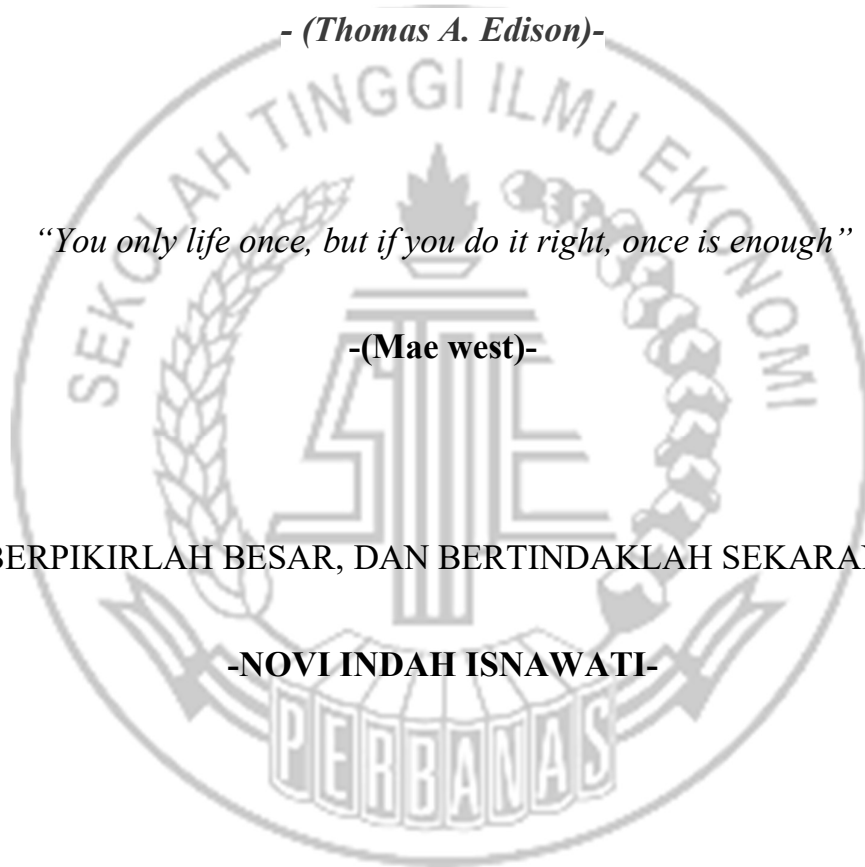 - (Thomas A. Edison)-
SEKOLAH TINGGI ILMU EKONOMI
“You only life once, but if you do it right, once is enough”
-(Mae west)-
BERPIKIRLAH BESAR, DAN BERTINDAKLAH
-NOVI INDAH ISNAWATI-
PERBANAS